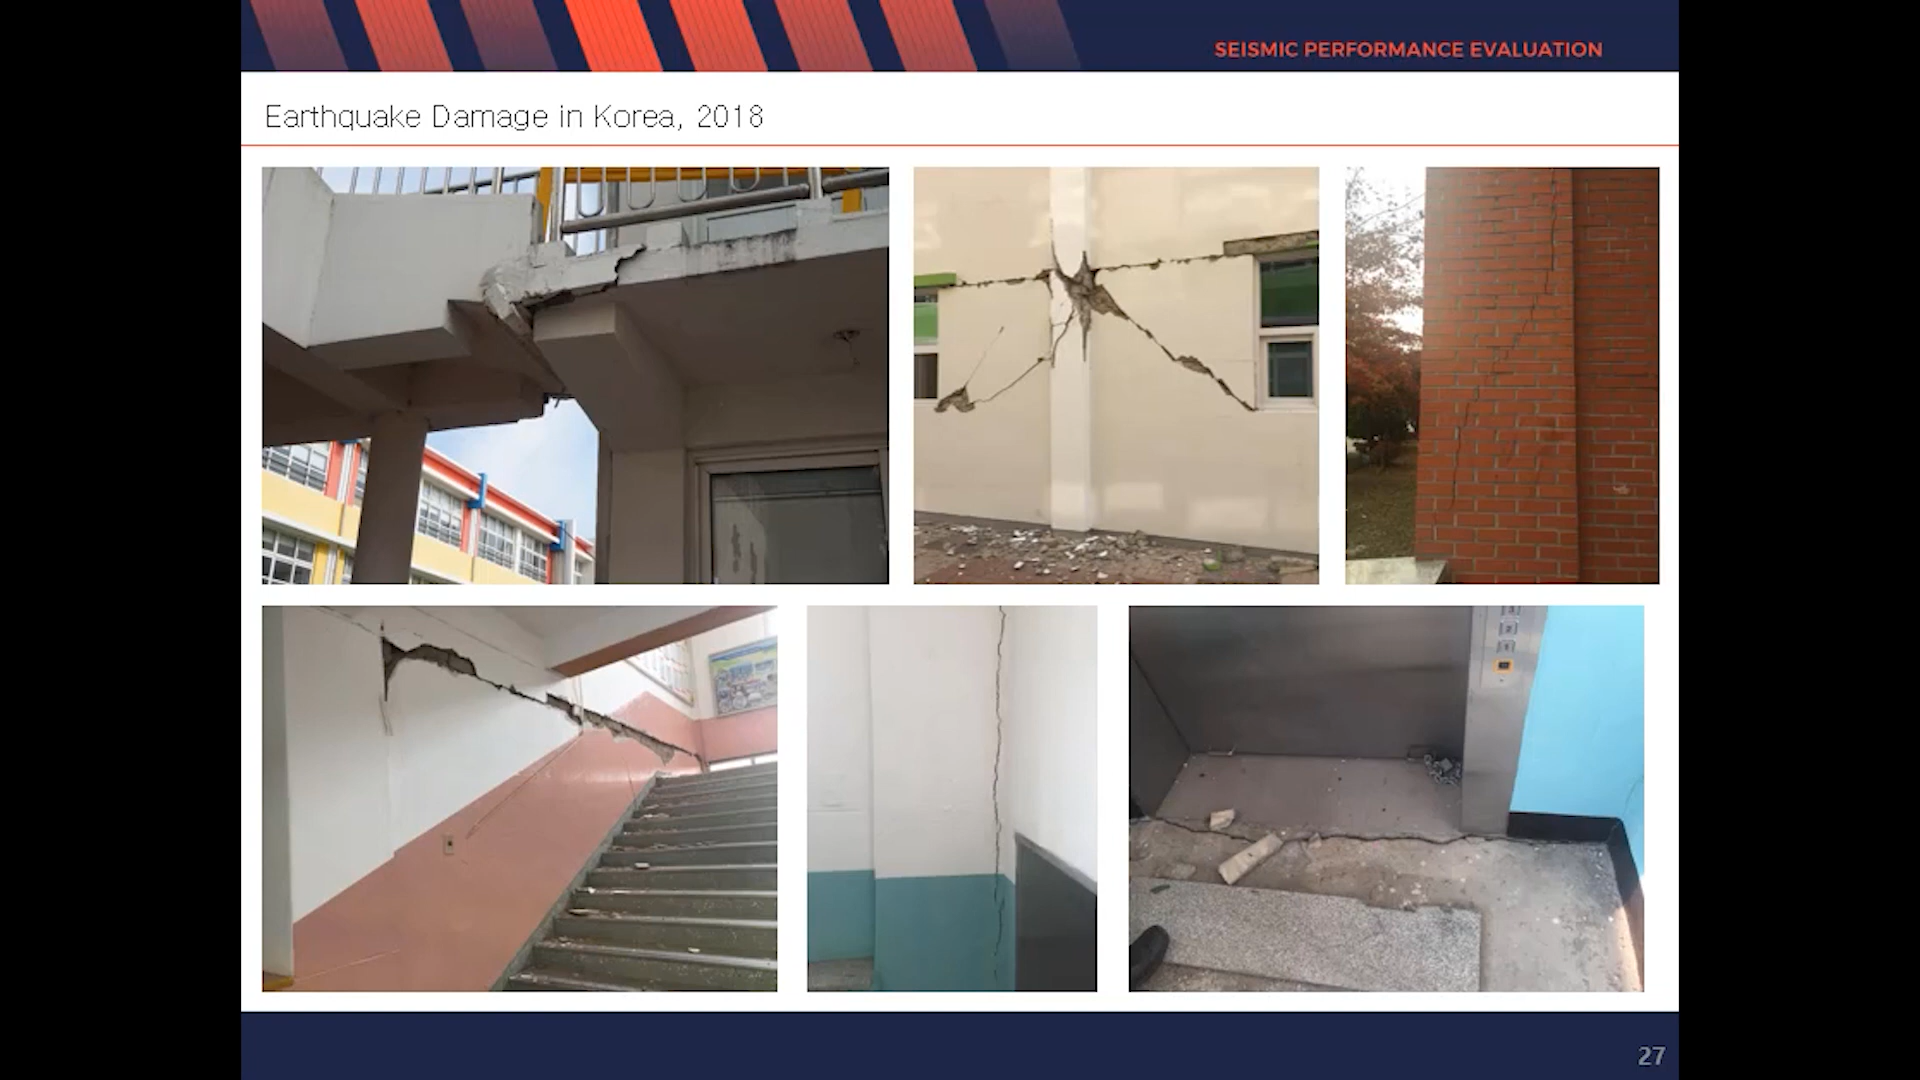 SEISMIC PERFORMANCE EVALUATION
Earthquake Damage in Korea, 2018
27